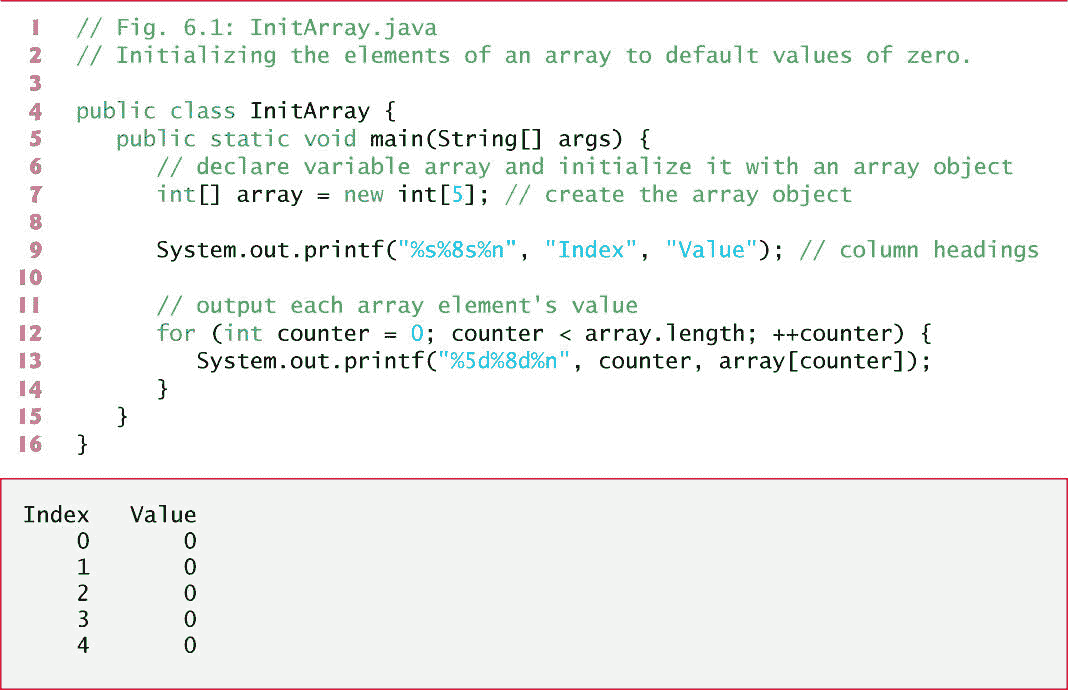 1 // Fig. 6.1: InitArray.java
2 // Initializing the elements of an array to default values of zero.
3
4 public class InitArray {
5    public static void main(String[] args) {
6       // declare variable array and initialize it with an array object
7       int[] array = new int[5]; // create the array object
8
9       System.out.printf("%s%8s%n", "Index", "Value"); // column headings
10
11       // output each array element's value
12       for (int counter = 0; counter < array.length; ++counter) {
13          System.out.printf("%5d%8d%n", counter, array[counter]);
14       }
15    }
16 }
Index   Value
    0       0
    1       0
    2       0
    3       0
    4       0